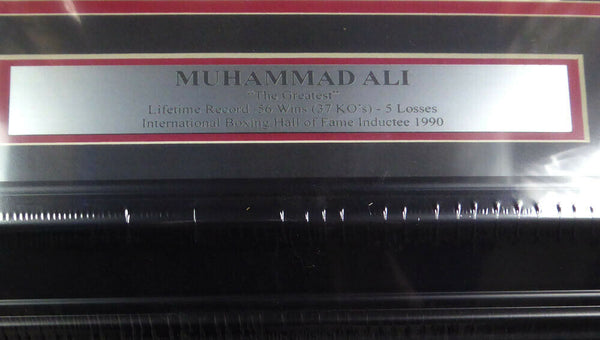 MUHAMMAD ALI
"The Greatest"
Lifetime Record -56 Wins (37 KO's) - 5 Losses
International Boxing Hall of Fame Inductee 1990